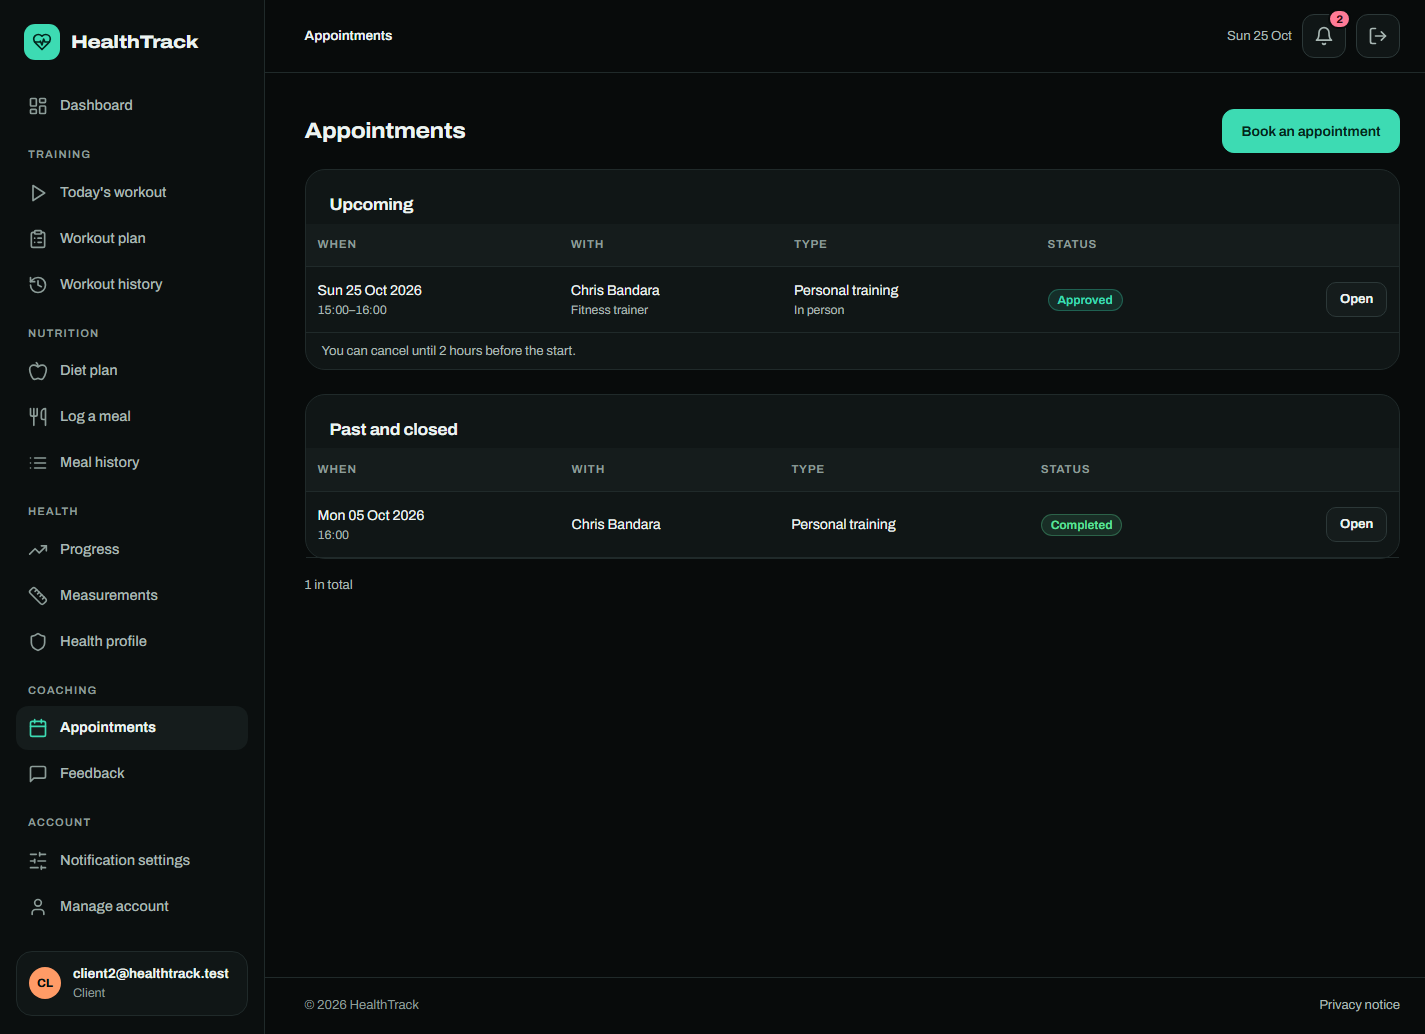 HealthTrack
Dashboard
TRAINING
Today's workout
Workout plan
Workout history
NUTRITION
Diet plan
Log a meal
Meal history
HEALTH
Progress
Measurements
Health profile
COACHING
Appointments
Feedback
ACCOUNT
Notification settings
Manage account
CL
client2@healthtrack.test
Client
Appointments
Sun 25 Oct
2
Appointments
Book an appointment
Upcoming
WHEN WITH TYPE STATUS
Sun 25 Oct 2026 Chris Bandara Personal training Approved Open
15:00–16:00 Fitness trainer In person
You can cancel until 2 hours before the start.
Past and closed
WHEN WITH TYPE STATUS
Mon 05 Oct 2026 Chris Bandara Personal training Completed Open
16:00
1 in total
© 2026 HealthTrack
Privacy notice